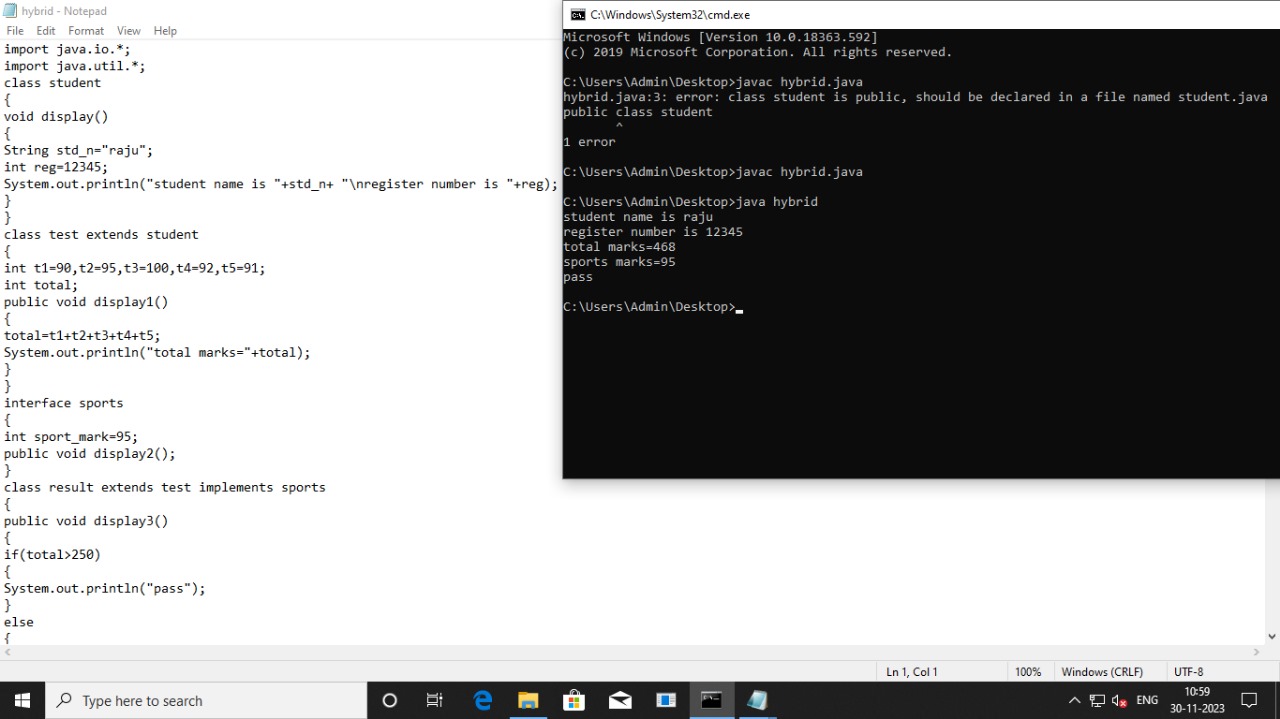 hybrid - Notepad
File Edit Format View Help
import java.io.*;
import java.util.*;
class student
{
void display()
{
String std_n="raju";
int reg=12345;
System.out.println("student name is "+std_n+ "\nregister number is "+reg);
}
}
class test extends student
{
int t1=90,t2=95,t3=100,t4=92,t5=91;
int total;
public void display1()
{
total=t1+t2+t3+t4+t5;
System.out.println("total marks="+total);
}
}
interface sports
{
int sport_mark=95;
public void display2();
}
class result extends test implements sports
{
public void display3()
{
if(total>250)
{
System.out.println("pass");
}
else
{
C:\Windows\System32\cmd.exe
Microsoft Windows [Version 10.0.18363.592]
(c) 2019 Microsoft Corporation. All rights reserved.
C:\Users\Admin\Desktop>javac hybrid.java
hybrid.java:3: error: class student is public, should be declared in a file named student.java
public class student
^
1 error
C:\Users\Admin\Desktop>javac hybrid.java
C:\Users\Admin\Desktop>java hybrid
student name is raju
register number is 12345
total marks=468
sports marks=95
pass
C:\Users\Admin\Desktop>
Ln 1, Col 1 100% Windows (CRLF) UTF-8
Type here to search
ENG
10:59
30-11-2023